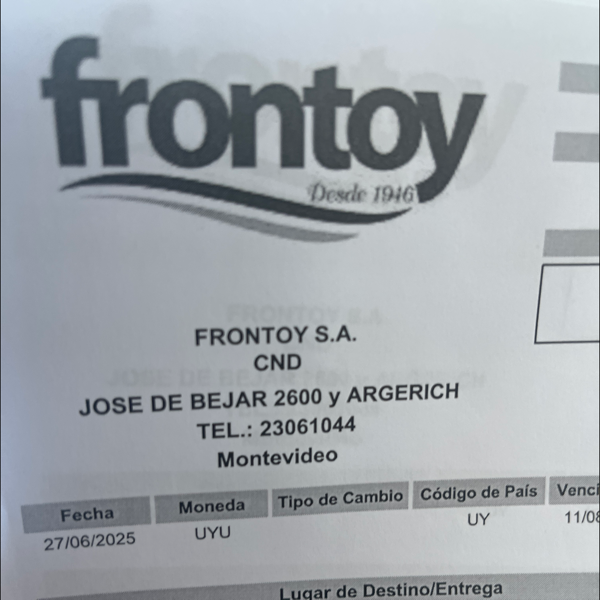 frontoy
Desde 1946
FRONTOY S.A.
CND
JOSE DE BEJAR 2600 y ARGERICH
TEL.: 23061044
Montevideo
Fecha Moneda Tipo de Cambio Código de País
27/06/2025 UYU UY
Lugar de Destino/Entrega